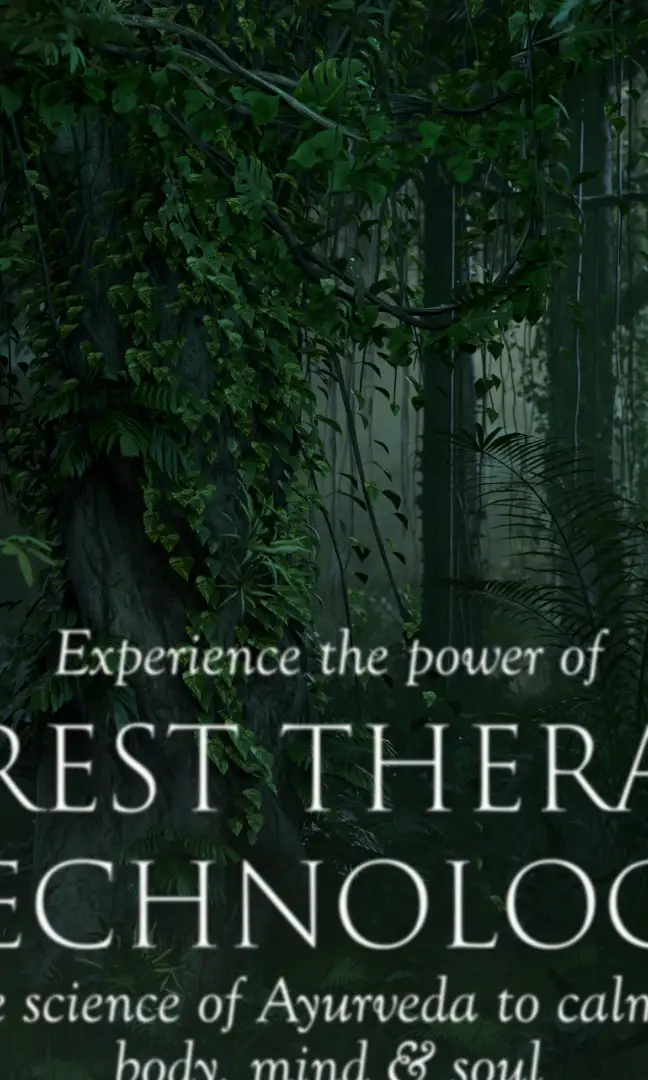 Experience the power of
REST THERA
ECHNOLOG
e science of Ayurveda to calm
body, mind & soul